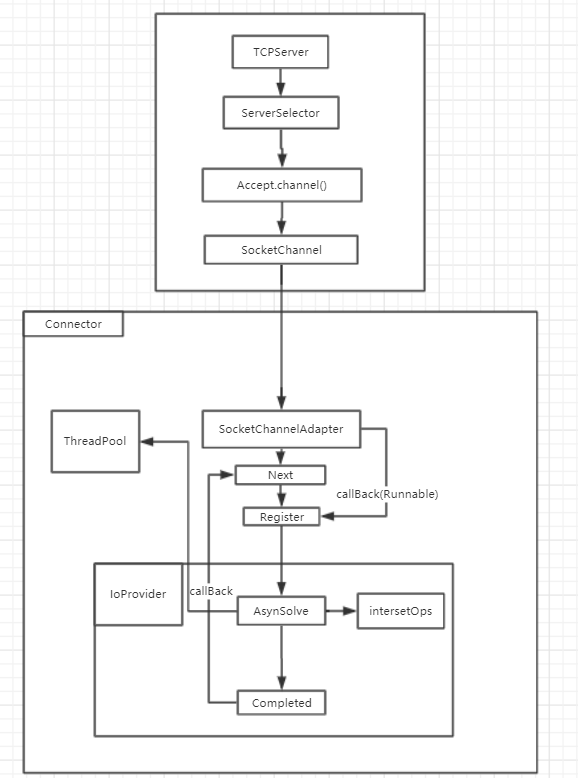 TCPServer
ServerSelector
Accept.channel()
SocketChannel
Connector
SocketChannelAdapter
ThreadPool
Next
callBack(Runnable)
Register
IoProvider
callBack
AsynSolve
intersetOps
Completed